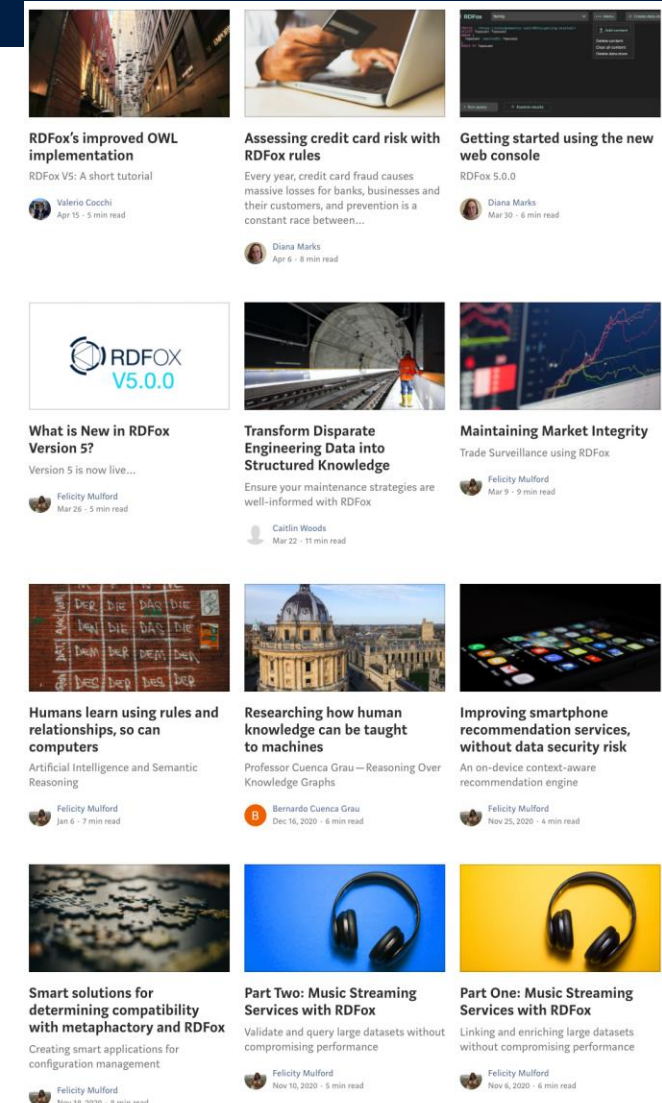 RDFox's improved OWL
implementation
RDFox V5: A short tutorial
Valerio Cocchi
Apr 15 · 5 min read
Assessing credit card risk with
RDFox rules
Every year, credit card fraud causes
massive losses for banks, businesses and
their customers, and prevention is a
constant race between...
Diana Marks
Apr 6 · 8 min read
RDFox
Getting started using the new
web console
RDFox 5.0.0
Diana Marks
Mar 30 · 6 min read
RDFOX
V5.0.0
What is New in RDFox
Version 5?
Version 5 is now live...
Felicity Mulford
Mar 26 · 5 min read
Transform Disparate
Engineering Data into
Structured Knowledge
Ensure your maintenance strategies are
well-informed with RDFox
Caitlin Woods
Mar 22 · 11 min read
Maintaining Market Integrity
Trade Surveillance using RDFox
Felicity Mulford
Mar 9 · 9 min read
DER DIE DAS DIE
DEN DIE DAS DIE
DEM DER DEM DEN
DES DER DES DER
Humans learn using rules and
relationships, so can
computers
Artificial Intelligence and Semantic
Reasoning
Felicity Mulford
Jan 6 · 7 min read
Researching how human
knowledge can be taught
to machines
Professor Cuenca Grau — Reasoning Over
Knowledge Graphs
B
Bernardo Cuenca Grau
Dec 16, 2020 · 6 min read
Improving smartphone
recommendation services,
without data security risk
An on-device context-aware
recommendation engine
Felicity Mulford
Nov 25, 2020 · 4 min read
Smart solutions for
determining compatibility
with metaphactory and RDFox
Creating smart applications for
configuration management
Felicity Mulford
Part Two: Music Streaming
Services with RDFox
Validate and query large datasets without
compromising performance
Felicity Mulford
Nov 10, 2020 · 5 min read
Part One: Music Streaming
Services with RDFox
Linking and enriching large datasets
without compromising performance
Felicity Mulford
Nov 6, 2020 · 6 min read